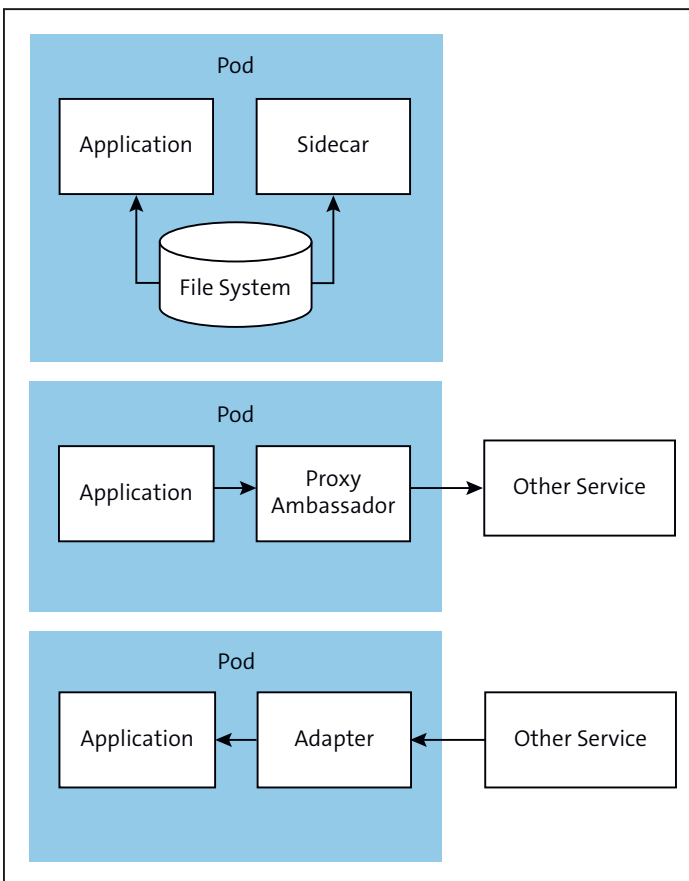 Pod
Application
Sidecar
File System
Pod
Application
Proxy
Ambassador
Other Service
Pod
Application
Adapter
Other Service